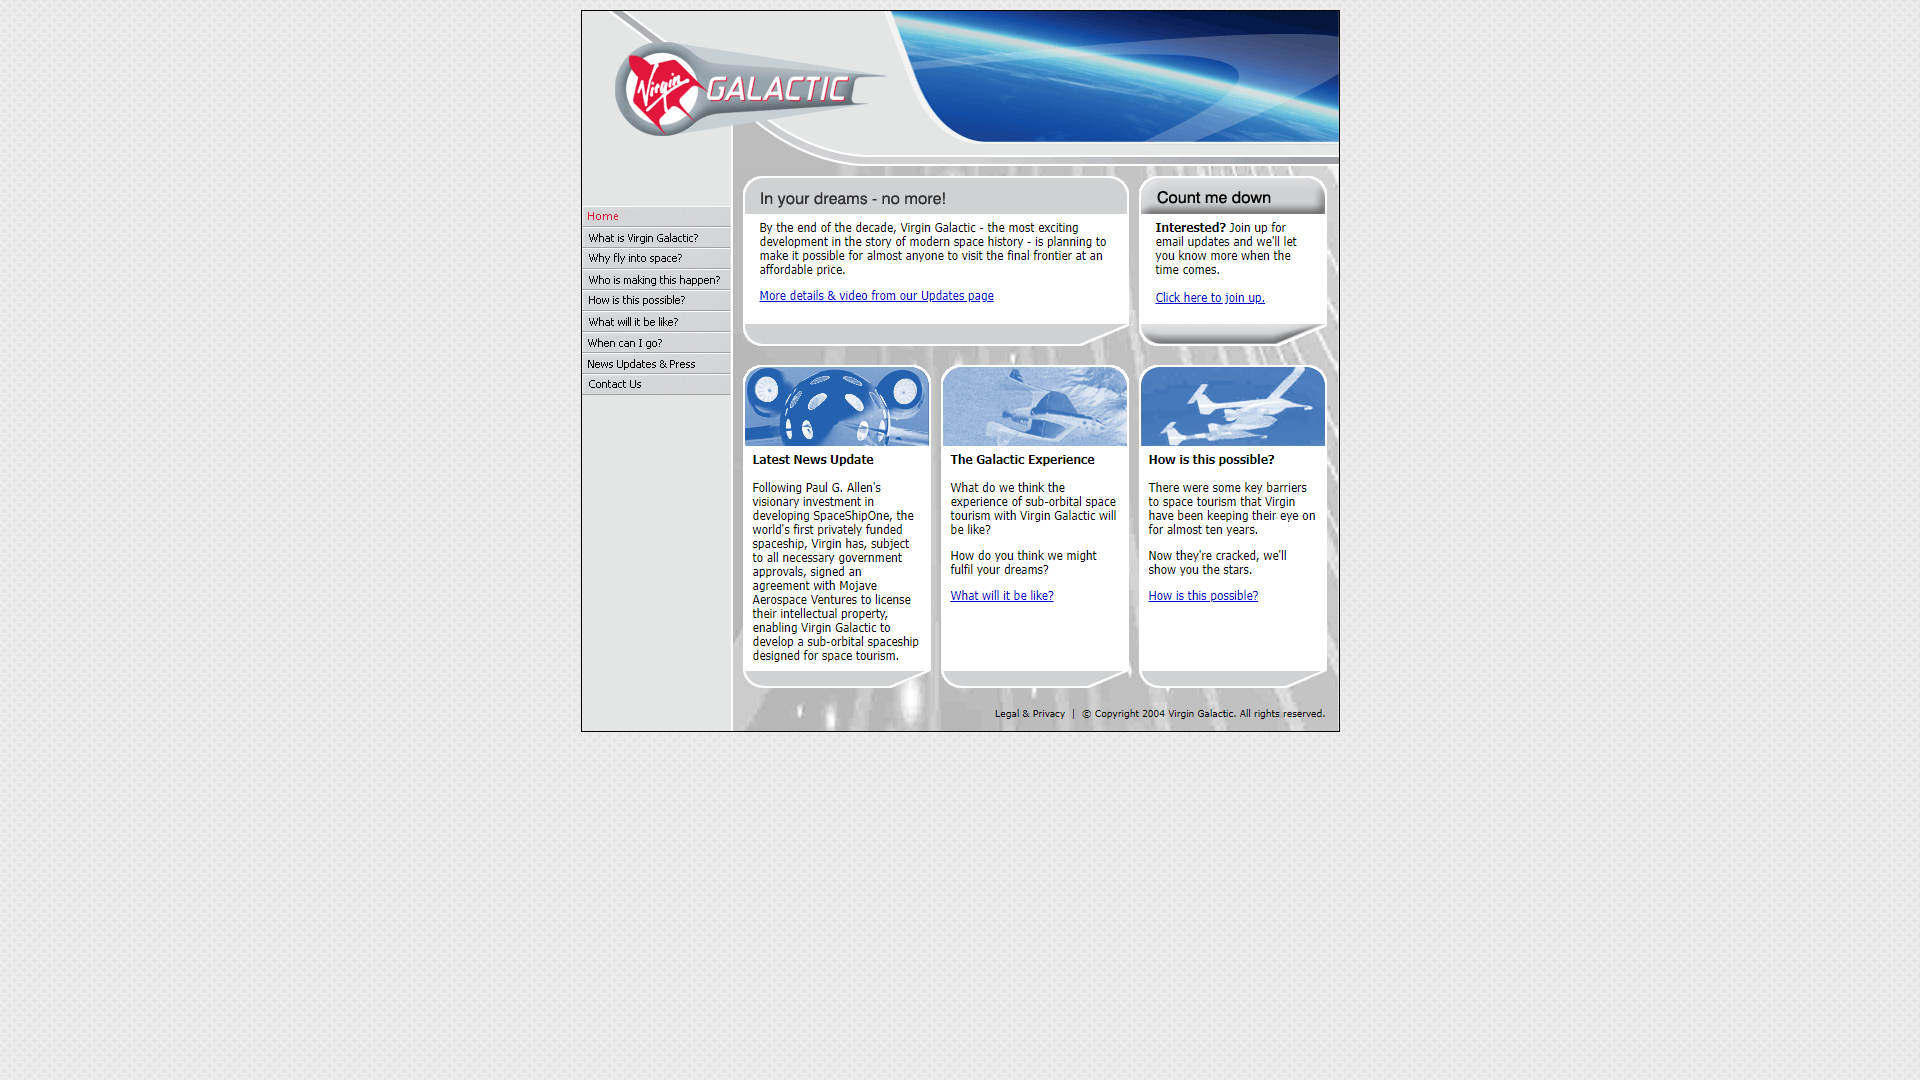 Virgin GALACTIC
Home
What is Virgin Galactic?
Why fly into space?
Who is making this happen?
How is this possible?
What will it be like?
When can I go?
News Updates & Press
Contact Us
In your dreams - no more!
By the end of the decade, Virgin Galactic - the most exciting
development in the story of modern space history - is planning to
make it possible for almost anyone to visit the final frontier at an
affordable price.
More details & video from our Updates page
Count me down
Interested? Join up for
email updates and we'll let
you know more when the
time comes.
Click here to join up.
Latest News Update
Following Paul G. Allen's
visionary investment in
developing SpaceShipOne, the
world's first privately funded
spaceship, Virgin has, subject
to all necessary government
approvals, signed an
agreement with Mojave
Aerospace Ventures to license
their intellectual property,
enabling Virgin Galactic to
develop a sub-orbital spaceship
designed for space tourism.
The Galactic Experience
What do we think the
experience of sub-orbital space
tourism with Virgin Galactic will
be like?
How do you think we might
fulfil your dreams?
What will it be like?
How is this possible?
There were some key barriers
to space tourism that Virgin
have been keeping their eye on
for almost ten years.
Now they're cracked, we'll
show you the stars.
How is this possible?
Legal & Privacy | © Copyright 2004 Virgin Galactic. All rights reserved.